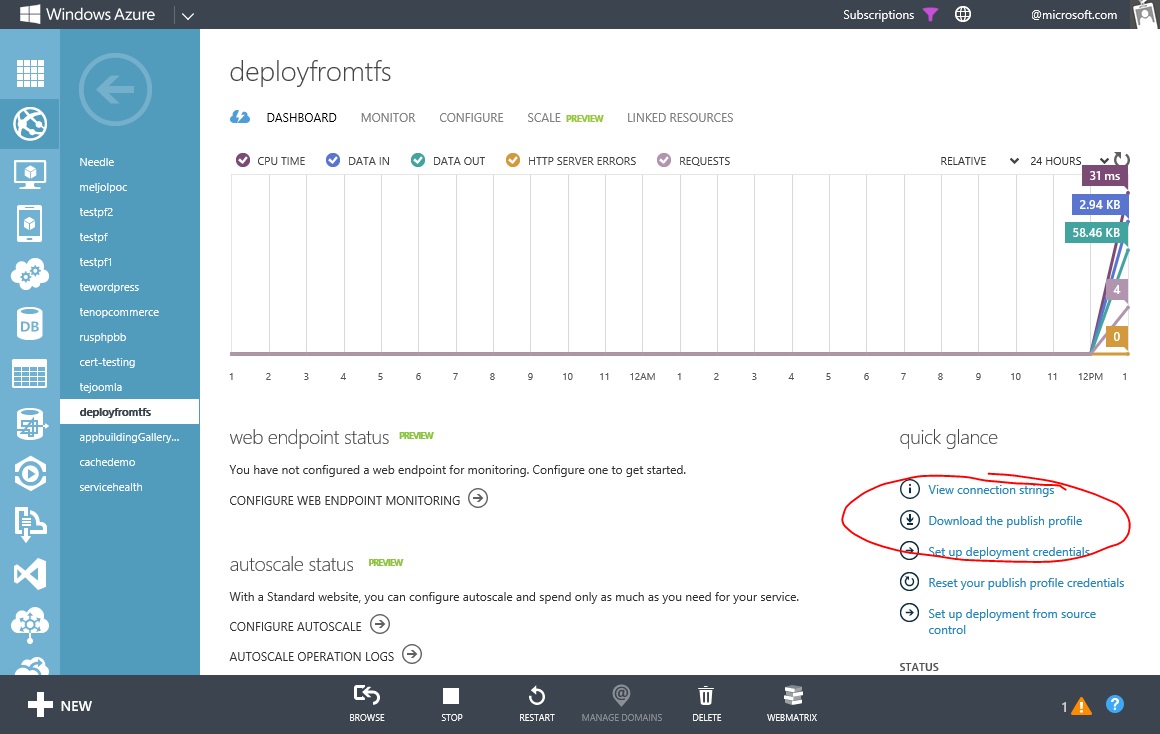 Windows Azure
Subscriptions
@microsoft.com
deployfromtfs
DASHBOARD MONITOR CONFIGURE SCALE PREVIEW LINKED RESOURCES
CPU TIME DATA IN DATA OUT HTTP SERVER ERRORS REQUESTS RELATIVE 24 HOURS
31 ms
2.94 KB
58.46 KB
4
0
1 2 3 4 5 6 7 8 9 10 11 12AM 1 2 3 4 5 6 7 8 9 10 11 12PM 1
Needle
meljolpoc
testpf2
testpf
testpf1
tewordpress
tenopcommerce
rusphpbb
cert-testing
tejoomla
deployfromtfs
appbuildingGallery...
cachedemo
servicehealth
DB
web endpoint status PREVIEW
You have not configured a web endpoint for monitoring. Configure one to get started.
CONFIGURE WEB ENDPOINT MONITORING
autoscale status PREVIEW
With a Standard website, you can configure autoscale and spend only as much as you need for your service.
CONFIGURE AUTOSCALE
AUTOSCALE OPERATION LOGS
quick glance
View connection strings
Download the publish profile
Set up deployment credentials
Reset your publish profile credentials
Set up deployment from source
control
STATUS
NEW
BROWSE STOP RESTART MANAGE DOMAINS DELETE WEBMATRIX
1 ?